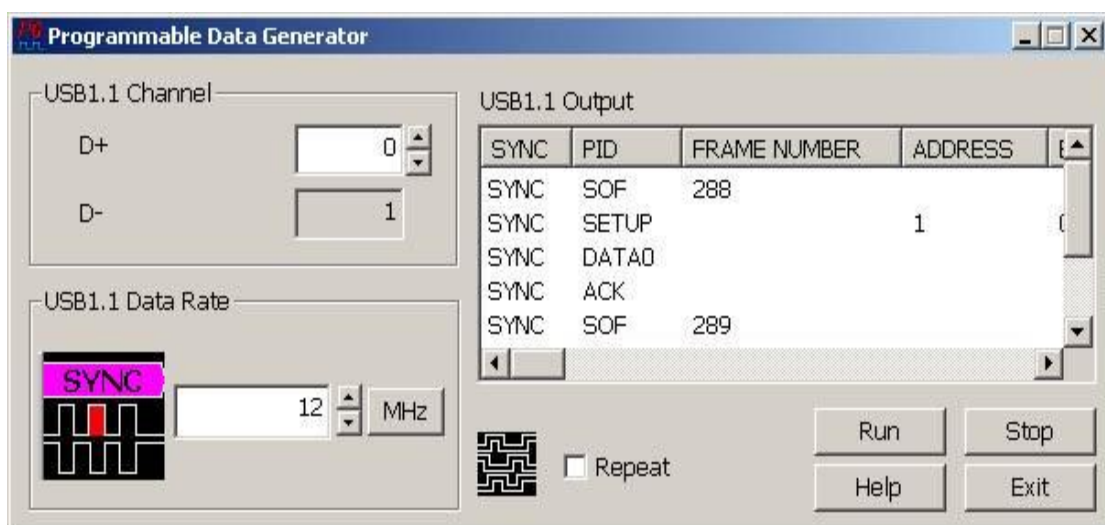 Programmable Data Generator
USB1.1 Channel
D+
0
D-
1
USB1.1 Data Rate
SYNC
12
MHz
USB1.1 Output
SYNC PID FRAME NUMBER ADDRESS
SYNC SOF 288
SYNC SETUP 1
SYNC DATA0
SYNC ACK
SYNC SOF 289
Repeat
Run
Stop
Help
Exit